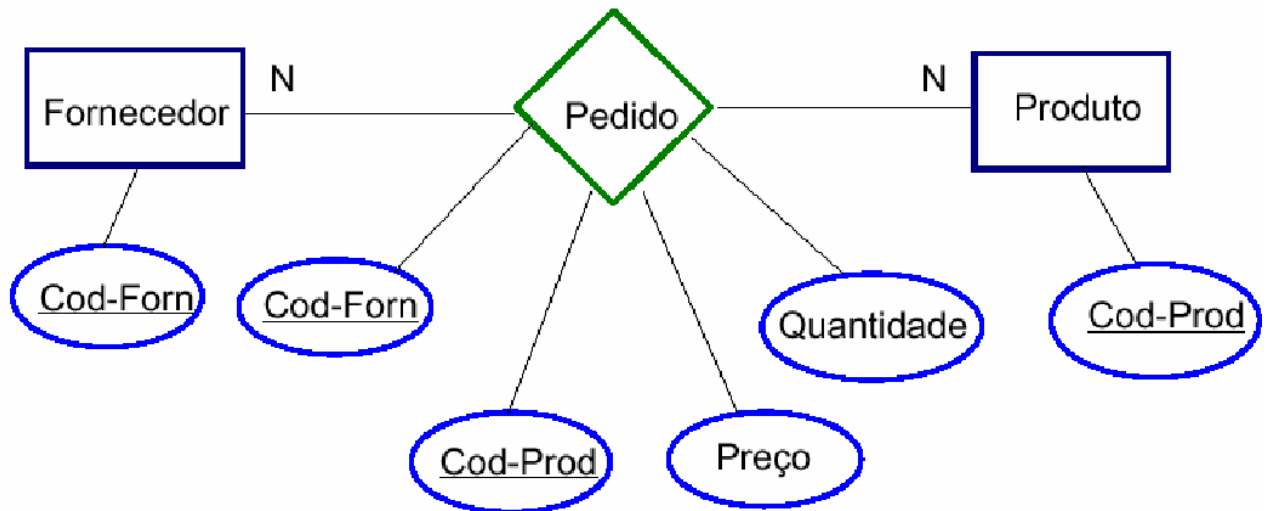 N
N
Fornecedor
Pedido
Produto
Cod-Forn
Cod-Forn
Quantidade
Cod-Prod
Cod-Prod
Preço